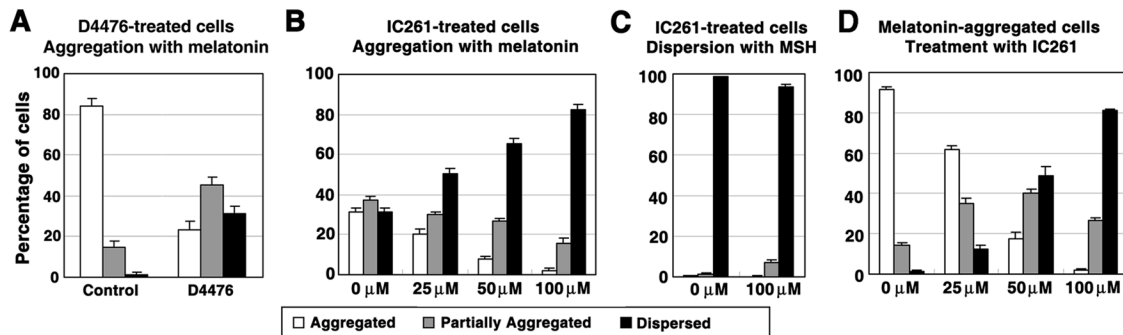 A
D4476-treated cells
Aggregation with melatonin
Percentage of cells
100
80
60
40
20
0
Control D4476
B
IC261-treated cells
Aggregation with melatonin
100
80
60
40
20
0
0 μM 25 μM 50 μM 100 μM
C
IC261-treated cells
Dispersion with MSH
100
80
60
40
20
0
0 μM 100 μM
D
Melatonin-aggregated cells
Treatment with IC261
100
80
60
40
20
0
0 μM 25 μM 50 μM 100 μM
Aggregated Partially Aggregated Dispersed